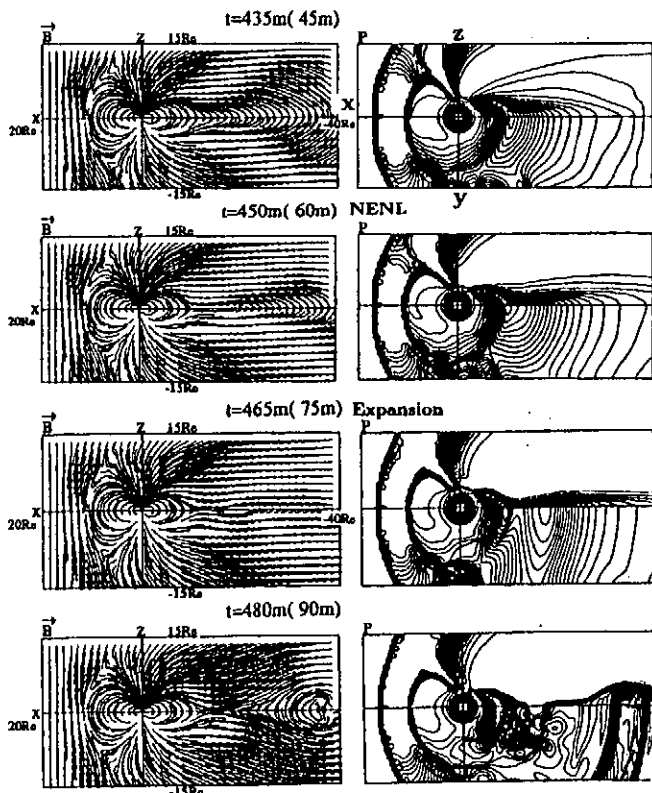 t=435m( 45m)
B Z 15Re
z
X
X
20Re
-40Re
-15Re
y
P
t=450m( 60m) NENL
B Z 15Re
P
X
20Re
-15Re
t=465m( 75m) Expansion
B Z 15Re
P
X
20Re
-40Re
-15Re
t=480m( 90m)
B Z 15Re
P
X
20Re
-15Re